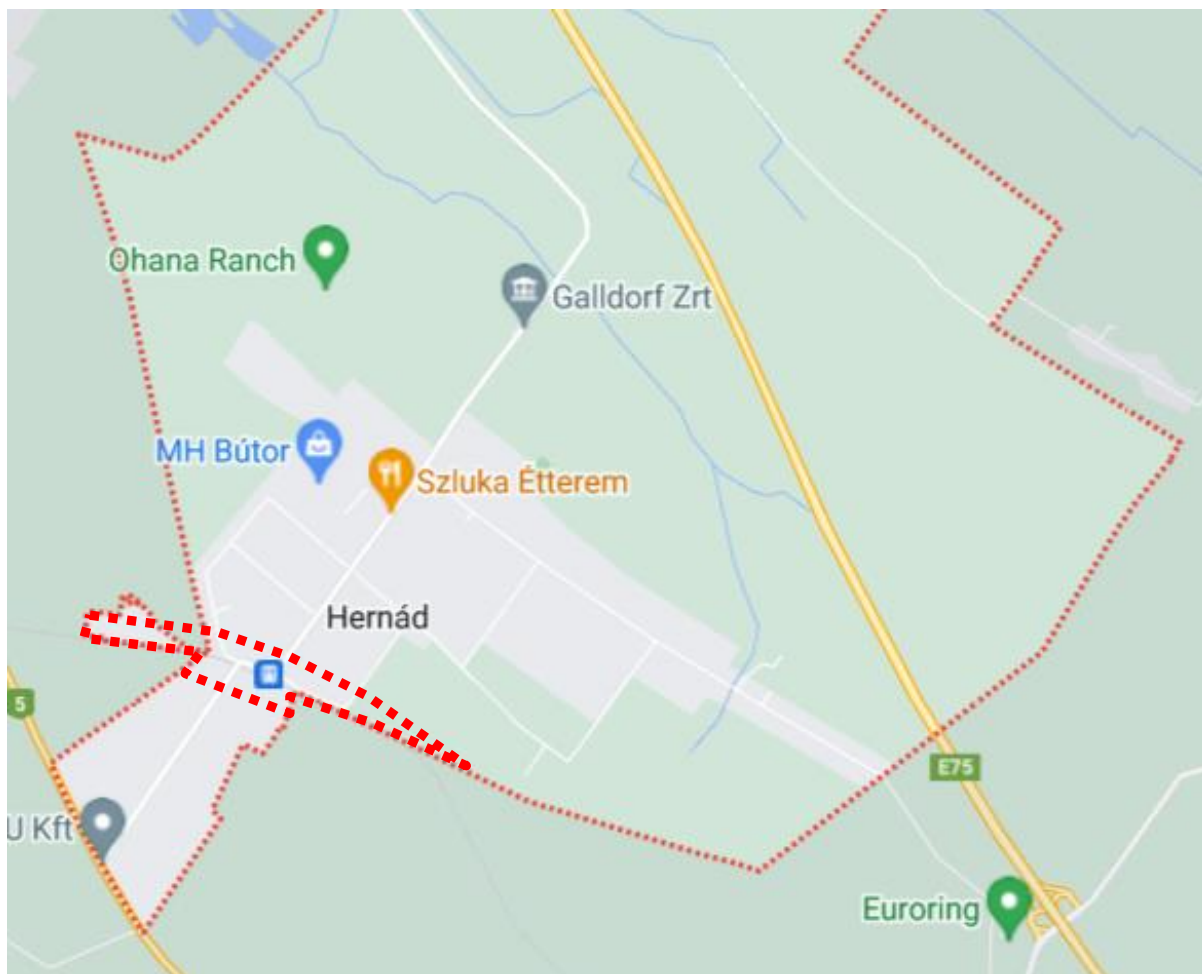 Ohana Ranch
Galldorf Zrt
MH Bútor
Szluka Étterem
Hernád
5
E75
U Kft
Euroring